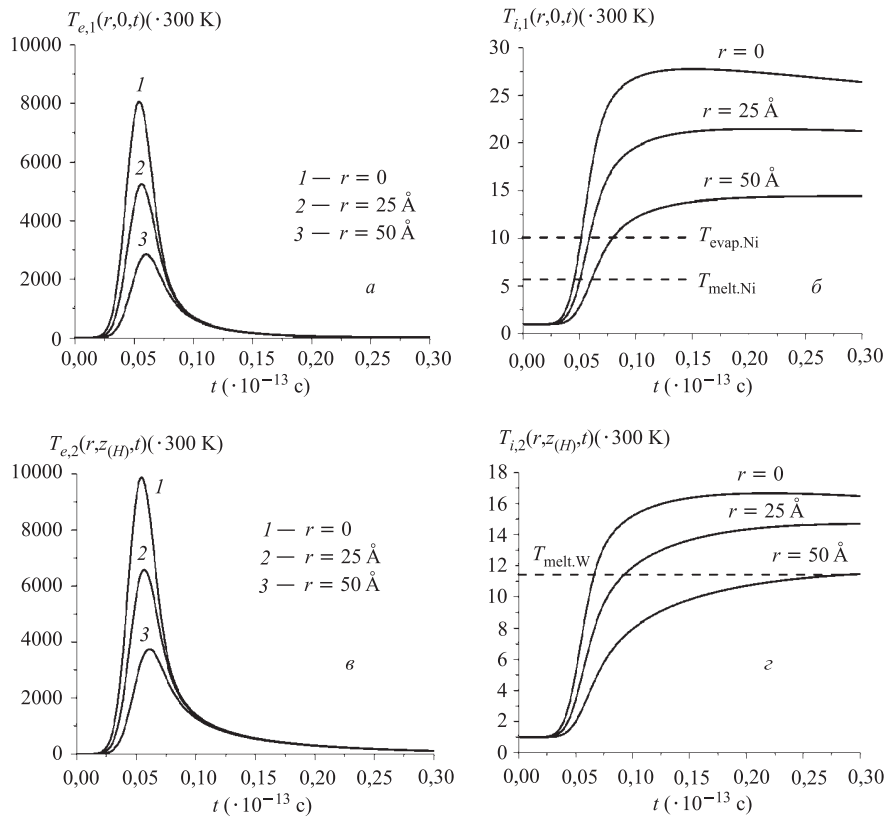 T_{e,1}(r,0,t)(·300 K)
10000
8000
6000
4000
2000
0
1
2
3
1 — r = 0
2 — r = 25 Å
3 — r = 50 Å
а
0,00 0,05 0,10 0,15 0,20 0,25 0,30
t (·10⁻¹³ c)
T_{i,1}(r,0,t)(·300 K)
30
25
20
15
10
5
0
r = 0
r = 25 Å
r = 50 Å
T_{evap.Ni}
T_{melt.Ni}
б
0,00 0,05 0,10 0,15 0,20 0,25 0,30
t (·10⁻¹³ c)
T_{e,2}(r,z_{(H)},t)(·300 K)
10000
8000
6000
4000
2000
0
1
2
3
1 — r = 0
2 — r = 25 Å
3 — r = 50 Å
в
0,00 0,05 0,10 0,15 0,20 0,25 0,30
t (·10⁻¹³ c)
T_{i,2}(r,z_{(H)},t)(·300 K)
18
16
14
12
10
8
6
4
2
0
r = 0
r = 25 Å
r = 50 Å
T_{melt.W}
г
0,00 0,05 0,10 0,15 0,20 0,25 0,30
t (·10⁻¹³ c)